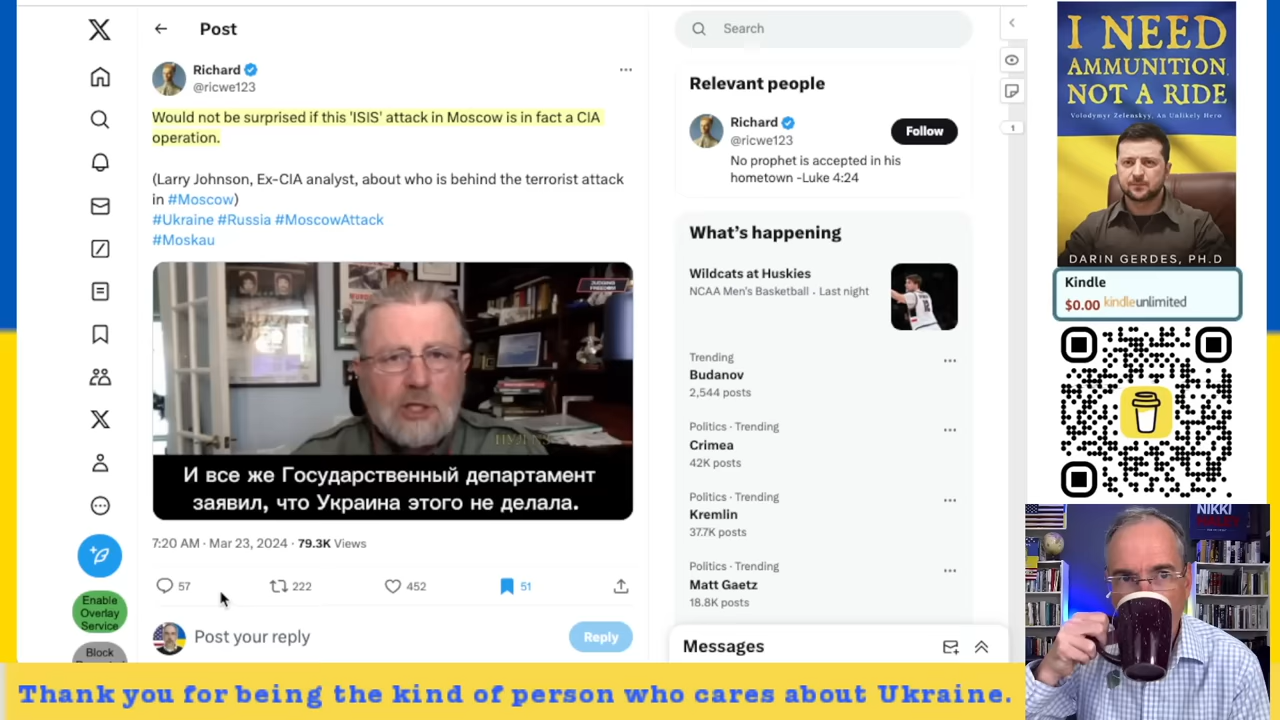 Post
Search
Richard
@ricwe123
Would not be surprised if this 'ISIS' attack in Moscow is in fact a CIA
operation.
(Larry Johnson, Ex-CIA analyst, about who is behind the terrorist attack
in #Moscow)
#Ukraine #Russia #MoscowAttack
#Moskau
И все же Государственный департамент
заявил, что Украина этого не делала.
7:20 AM · Mar 23, 2024 · 79.3K Views
57
222
452
51
Post your reply
Reply
Enable
Overlay
Service
Block
Relevant people
Richard
@ricwe123
Follow
No prophet is accepted in his
hometown -Luke 4:24
What's happening
Wildcats at Huskies
NCAA Men's Basketball · Last night
Trending
Budanov
2,544 posts
Politics · Trending
Crimea
42K posts
Politics · Trending
Kremlin
37.7K posts
Politics · Trending
Matt Gaetz
18.8K posts
Messages
1
I NEED
AMMUNITION,
NOT A RIDE
Volodymyr Zelenskyy, An Unlikely Hero
DARIN GERDES, PH.D
Kindle
$0.00 kindleunlimited
NIKKI
Thank you for being the kind of person who cares about Ukraine.